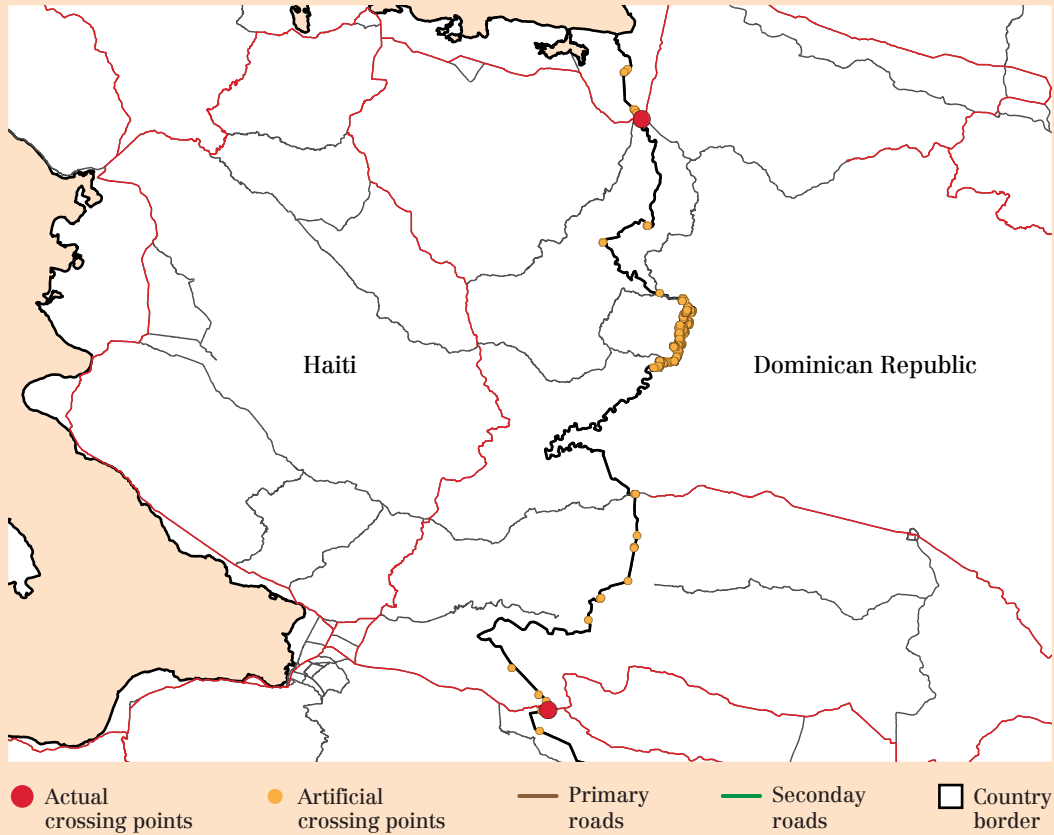 Haiti
Dominican Republic
Actual
crossing points
Artificial
crossing points
Primary
roads
Seconday
roads
Country
border